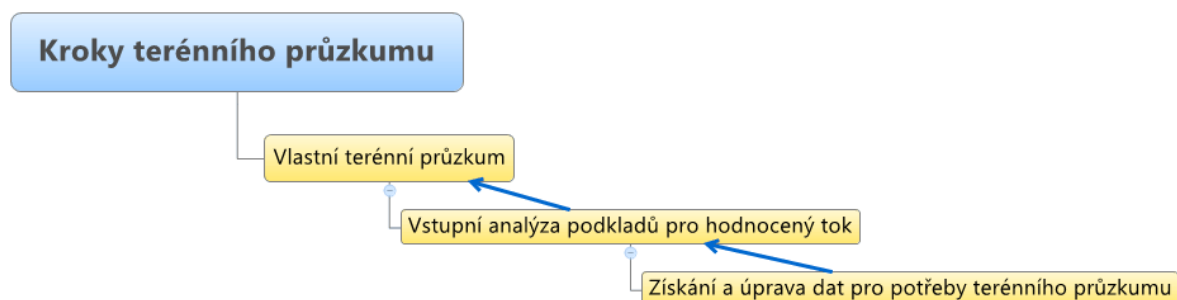 Kroky terénního průzkumu
Vlastní terénní průzkum
Vstupní analýza podkladů pro hodnocený tok
Získání a úprava dat pro potřeby terénního průzkumu